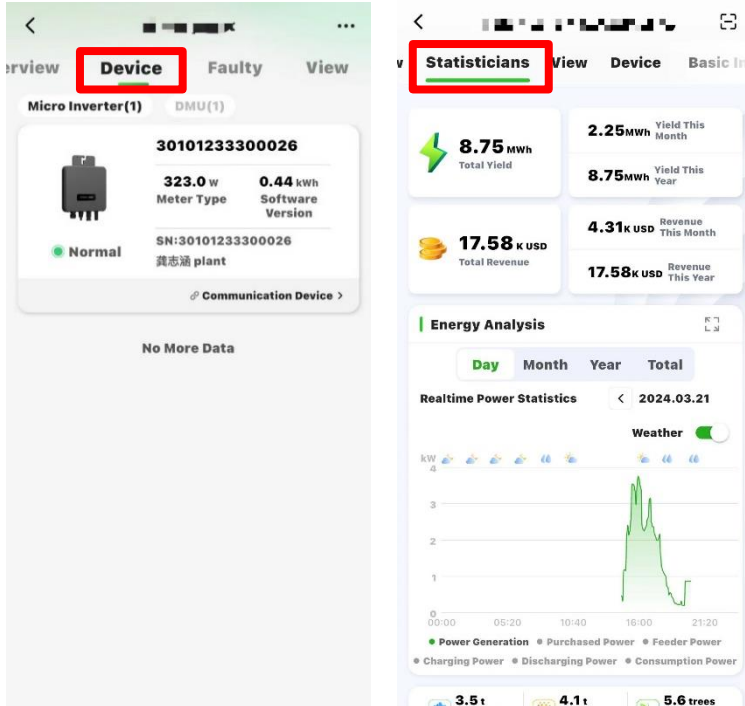 erview Device Faulty View
Micro Inverter(1) DMU(1)
30101233300026
323.0 W 0.44 kWh
Meter Type Software
Version
Normal
SN:30101233300026
龚志涵 plant
Communication Device >
No More Data
w Statisticians View Device Basic In
8.75 MWh
Total Yield
2.25MWh Yield This
Month
8.75MWh Yield This
Year
17.58 K USD
Total Revenue
4.31K USD Revenue
This Month
17.58K USD Revenue
This Year
Energy Analysis
Day Month Year Total
Realtime Power Statistics < 2024.03.21
Weather
kW
4
3
2
1
0
00:00 05:20 10:40 16:00 21:20
Power Generation Purchased Power Feeder Power
Charging Power Discharging Power Consumption Power
3.5 t 4.1 t 5.6 trees